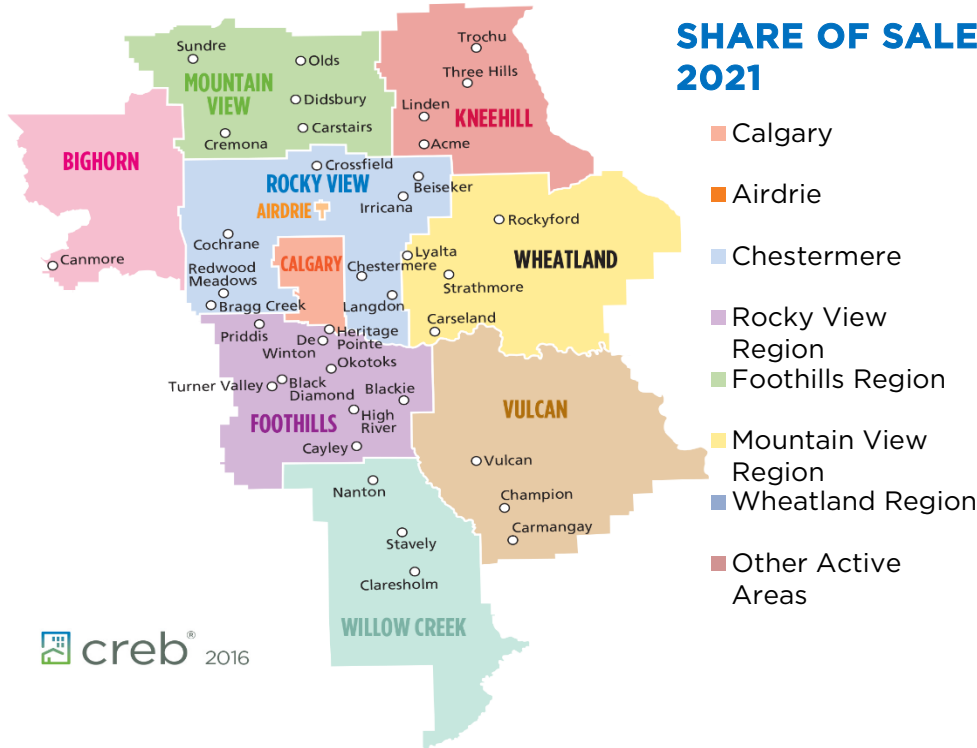 SHARE OF SALE
2021
Calgary
Airdrie
Chestermere
Rocky View
Region
Foothills Region
Mountain View
Region
Wheatland Region
Other Active
Areas
Sundre
Olds
MOUNTAIN
VIEW
Didsbury
Carstairs
Cremona
Trochu
Three Hills
Linden
KNEEHILL
Acme
BIGHORN
Canmore
Crossfield
ROCKY VIEW
Beiseker
AIRDRIE
Irricana
Cochrane
Redwood
Meadows
Bragg Creek
CALGARY
Chestermere
Langdon
Rockyford
Lyalta
WHEATLAND
Strathmore
Carseland
Priddis
De
Winton
Heritage
Pointe
Okotoks
Turner Valley
Black
Diamond
Blackie
FOOTHILLS
High
River
Cayley
VULCAN
Vulcan
Champion
Carmangay
Nanton
Stavely
Claresholm
WILLOW CREEK
creb® 2016